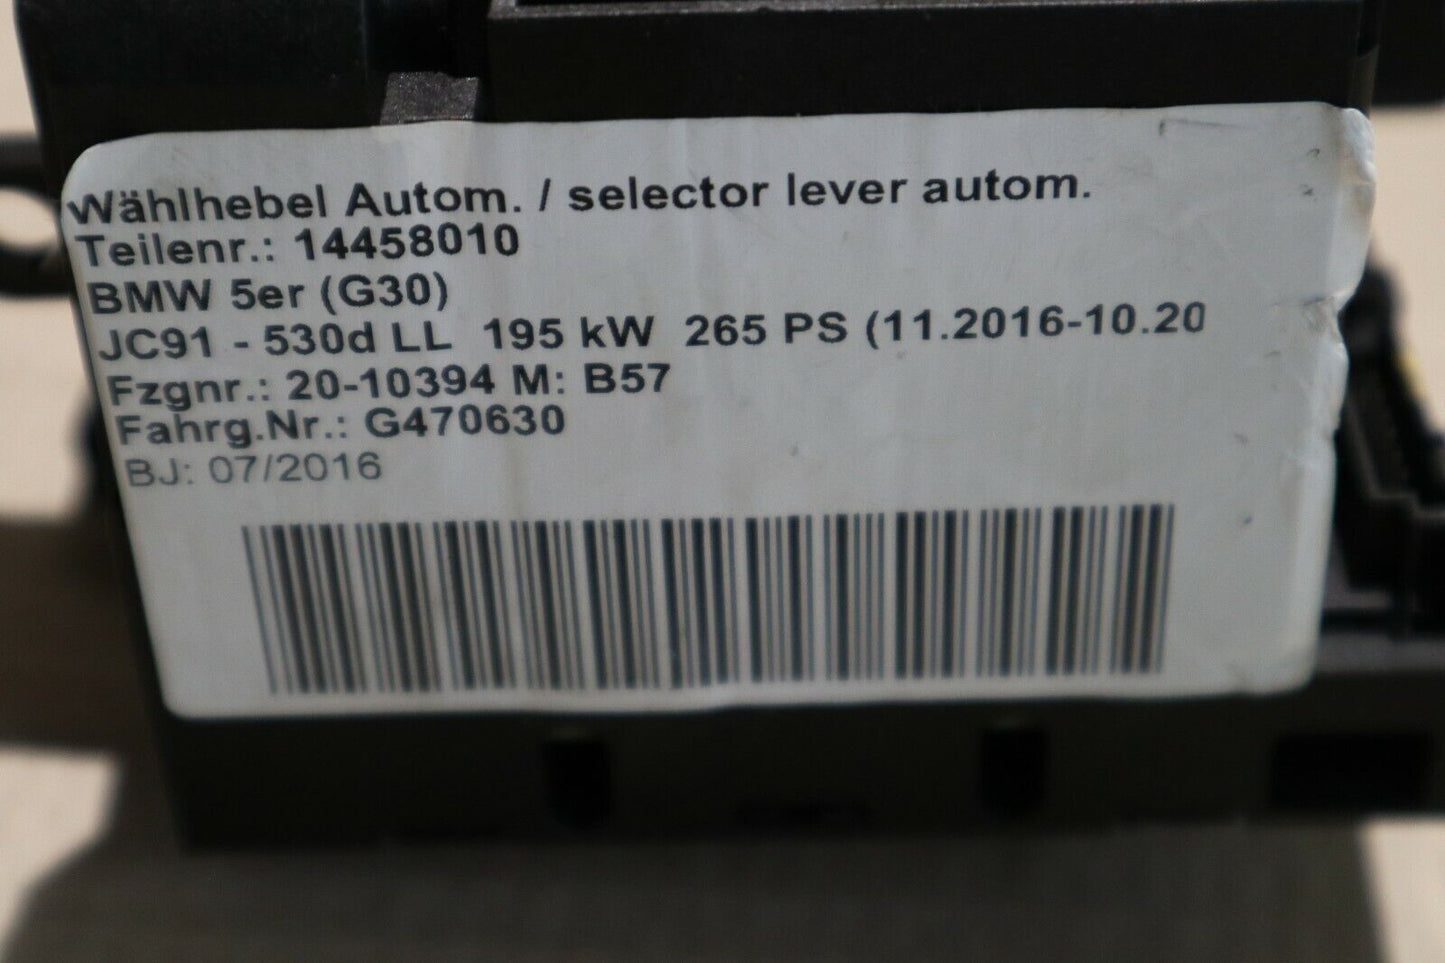 Wählhebel Autom. / selector lever autom.
Teilenr.: 14458010
BMW 5er (G30)
JC91 - 530d LL 195 kW 265 PS (11.2016-10.20
Fzgnr.: 20-10394 M: B57
Fahrg.Nr.: G470630
BJ: 07/2016